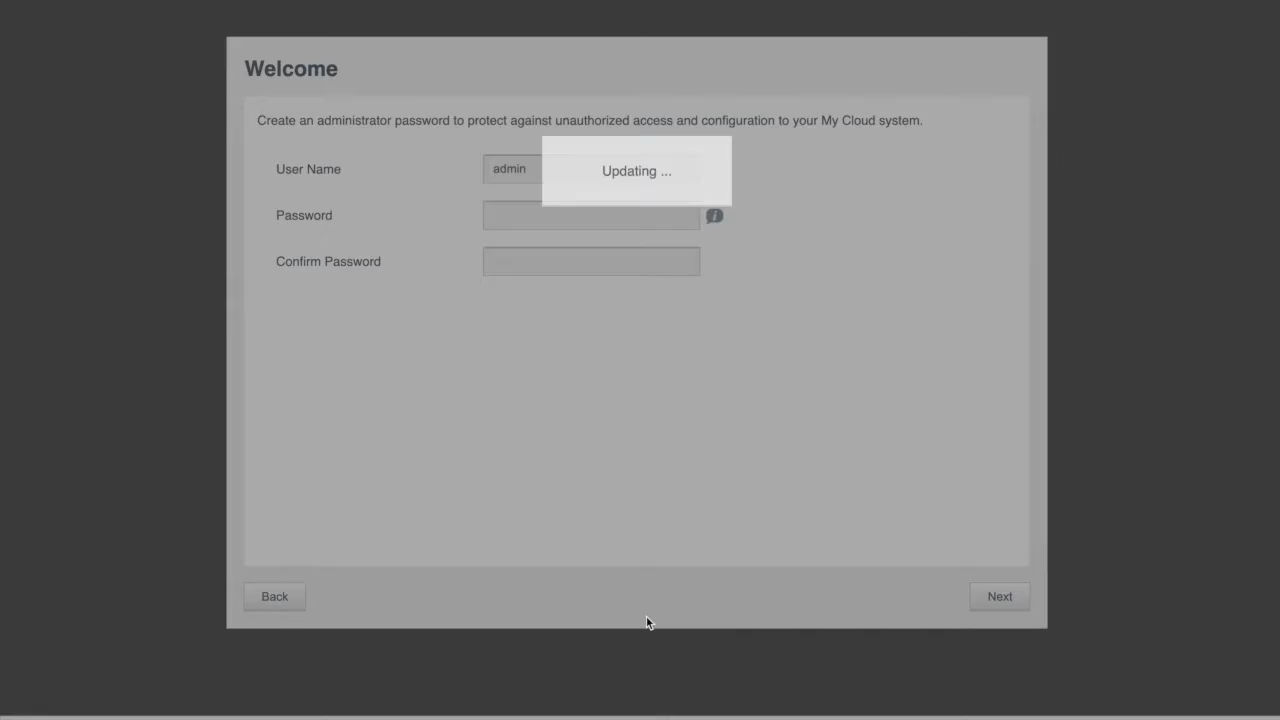 Welcome
Create an administrator password to protect against unauthorized access and configuration to your My Cloud system.
User Name
admin
Updating ...
Password
Confirm Password
Back
Next